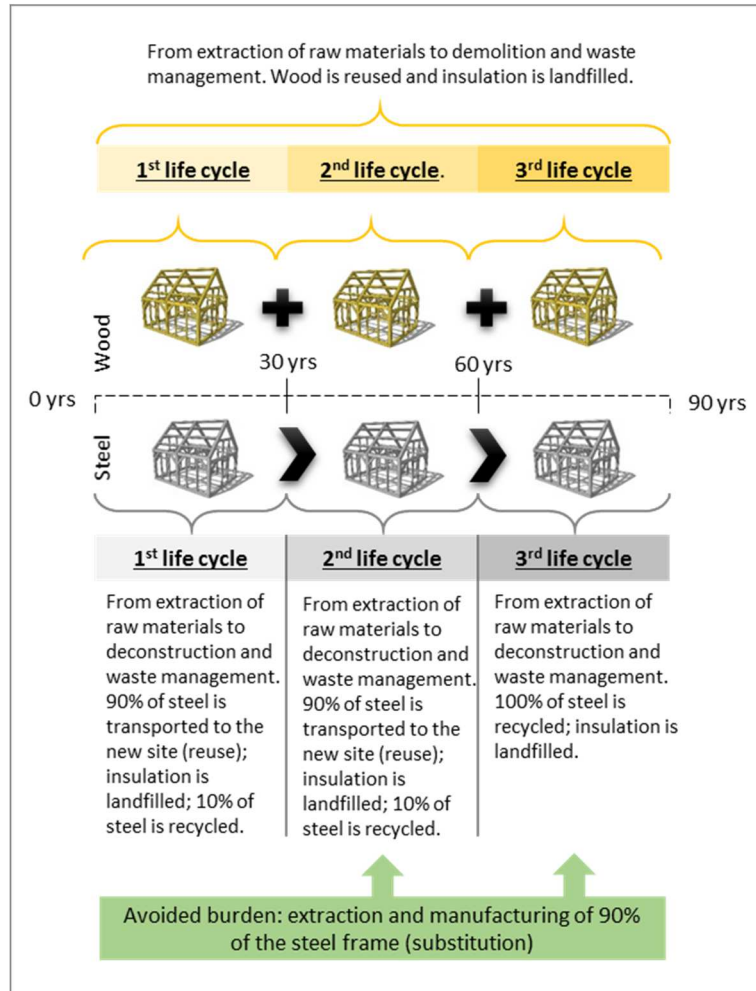 From extraction of raw materials to demolition and waste
management. Wood is reused and insulation is landfilled.
1st life cycle
2nd life cycle.
3rd life cycle
Wood
30 yrs
60 yrs
0 yrs
90 yrs
Steel
1st life cycle
2nd life cycle
3rd life cycle
From extraction of
raw materials to
deconstruction and
waste management.
90% of steel is
transported to the
new site (reuse);
insulation is
landfilled; 10% of
steel is recycled.
From extraction of
raw materials to
deconstruction and
waste management.
90% of steel is
transported to the
new site (reuse);
insulation is
landfilled; 10% of
steel is recycled.
From extraction of
raw materials to
deconstruction and
waste management.
100% of steel is
recycled; insulation is
landfilled.
Avoided burden: extraction and manufacturing of 90%
of the steel frame (substitution)